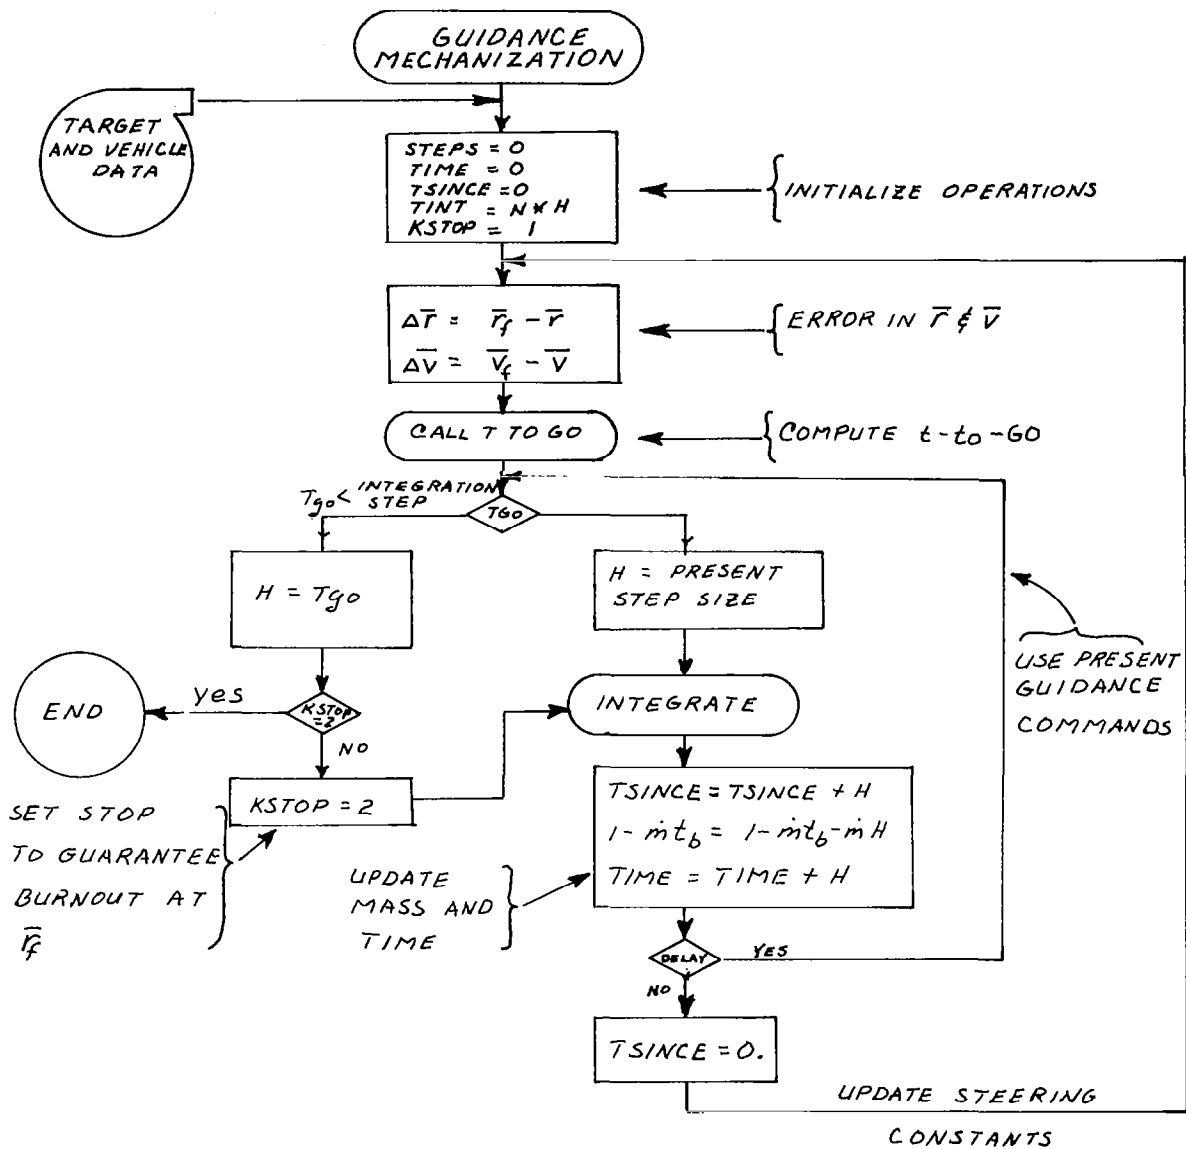 GUIDANCE
MECHANIZATION
TARGET
AND VEHICLE
DATA
STEPS = 0
TIME = 0
TSINCE = 0
TINT = N * H
KSTOP = 1
INITIALIZE OPERATIONS
Δr̅ = r̅f - r̅
Δv̅ = v̅f - v̅
ERROR IN r̅ & v̅
CALL T TO GO
COMPUTE t-to-GO
Tgo < INTEGRATION
STEP
TGO
H = Tgo
H = PRESENT
STEP SIZE
USE PRESENT
GUIDANCE
COMMANDS
END
yes
KSTOP
=2
NO
INTEGRATE
KSTOP = 2
SET STOP
TO GUARANTEE
BURNOUT AT
r̅f
TSINCE = TSINCE + H
1 - ṁtb = 1 - ṁtb - ṁH
TIME = TIME + H
UPDATE
MASS AND
TIME
DELAY
YES
NO
TSINCE = 0.
UPDATE STEERING
CONSTANTS